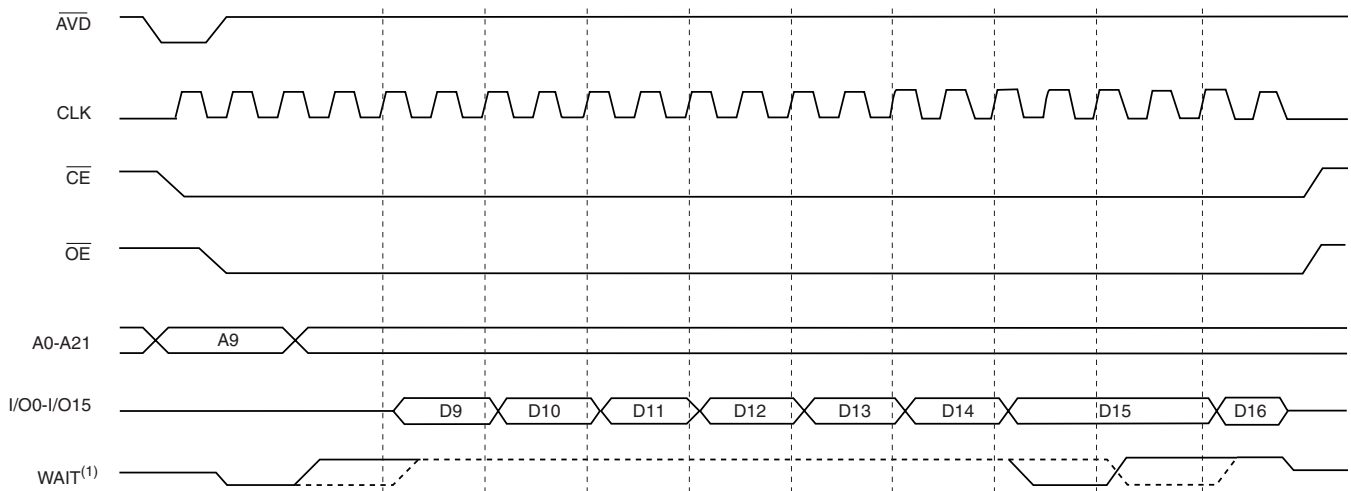 AVD
CLK
CE
OE
A0-A21
A9
I/O0-I/O15
D9 D10 D11 D12 D13 D14 D15 D16
WAIT(1)